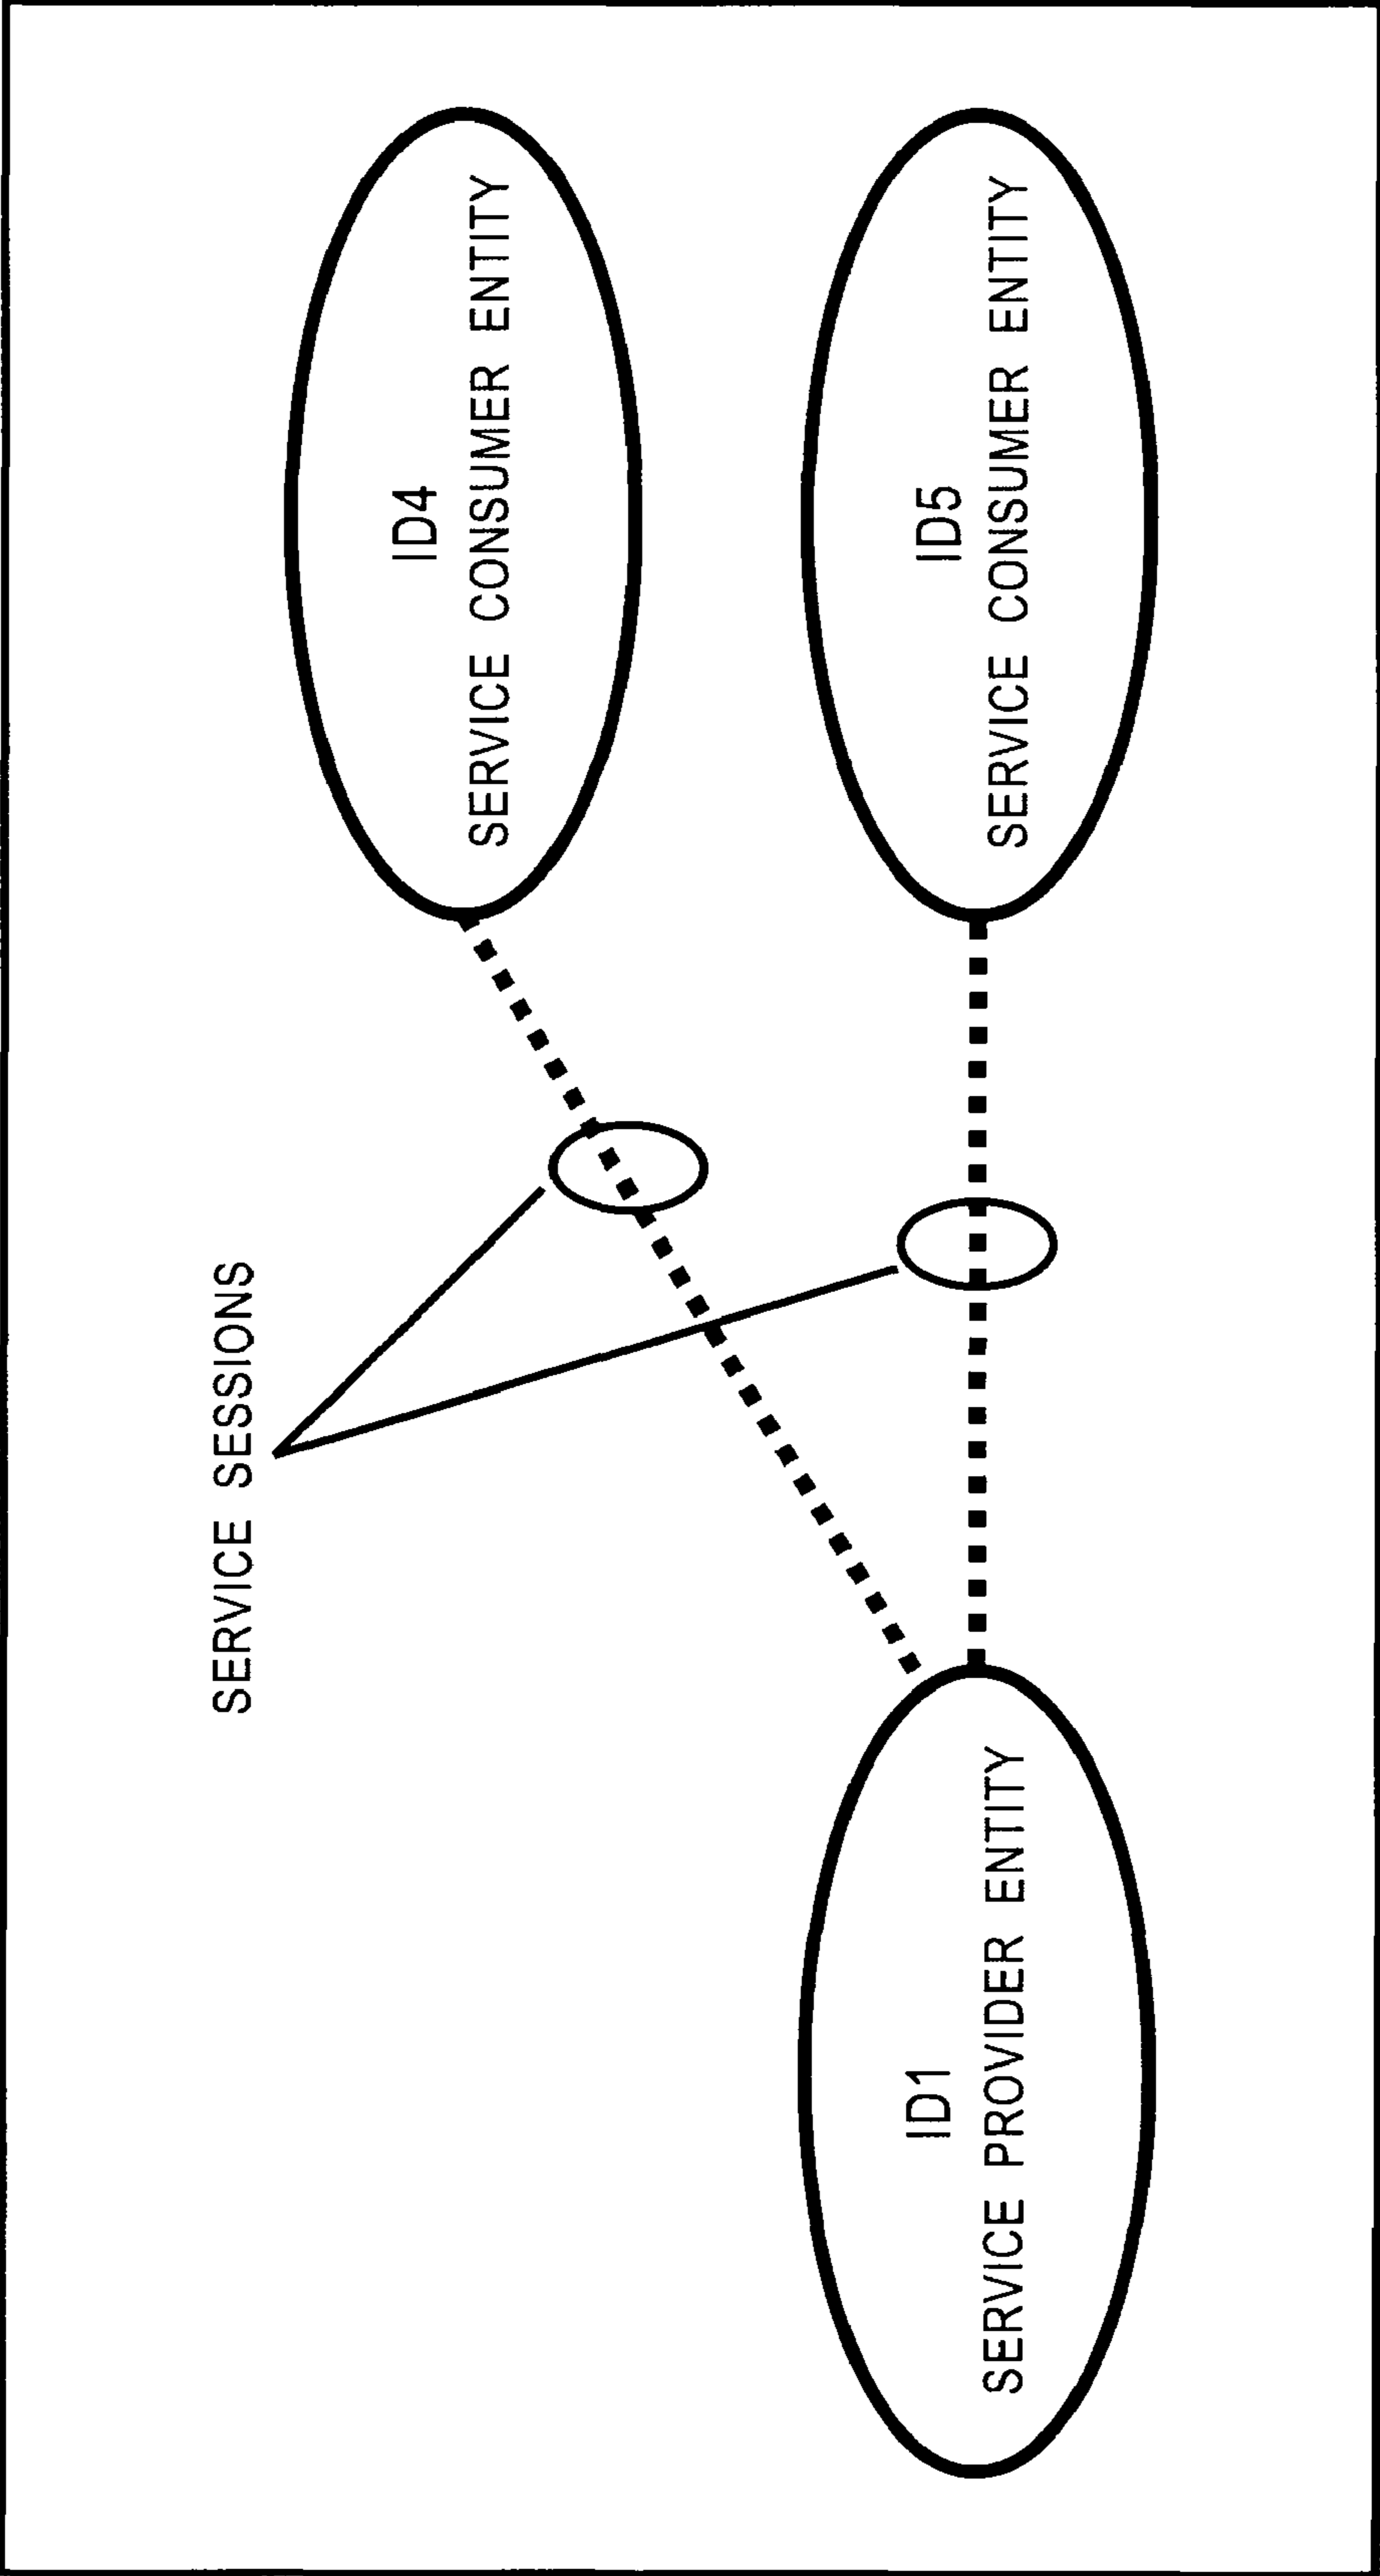 SERVICE SESSIONS
ID4
SERVICE CONSUMER ENTITY
ID1
SERVICE PROVIDER ENTITY
ID5
SERVICE CONSUMER ENTITY